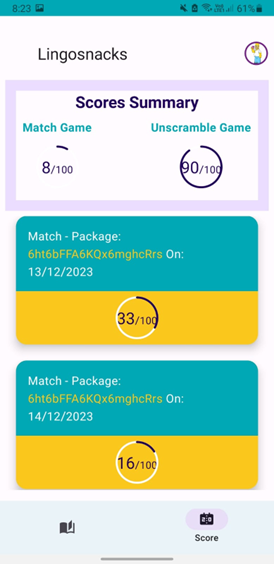 8:23 61%
Lingosnacks
Scores Summary
Match Game Unscramble Game
8/100 90/100
Match - Package:
6ht6bFFA6KQx6mghcRrs On:
13/12/2023
33/100
Match - Package:
6ht6bFFA6KQx6mghcRrs On:
14/12/2023
16/100
Score